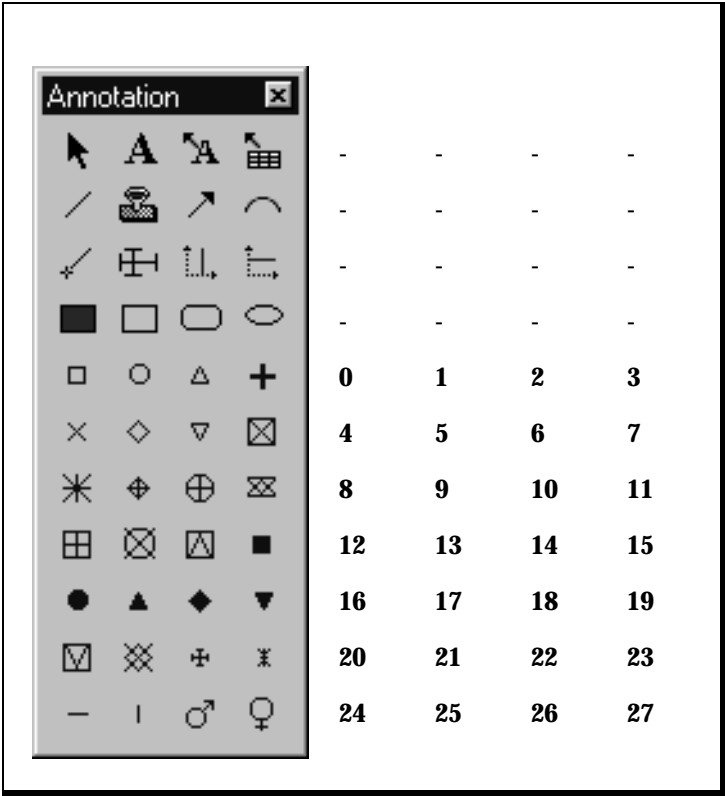 Annotation
A A
- - - -
- - - -
- - - -
- - - -
0 1 2 3
4 5 6 7
8 9 10 11
12 13 14 15
16 17 18 19
20 21 22 23
24 25 26 27